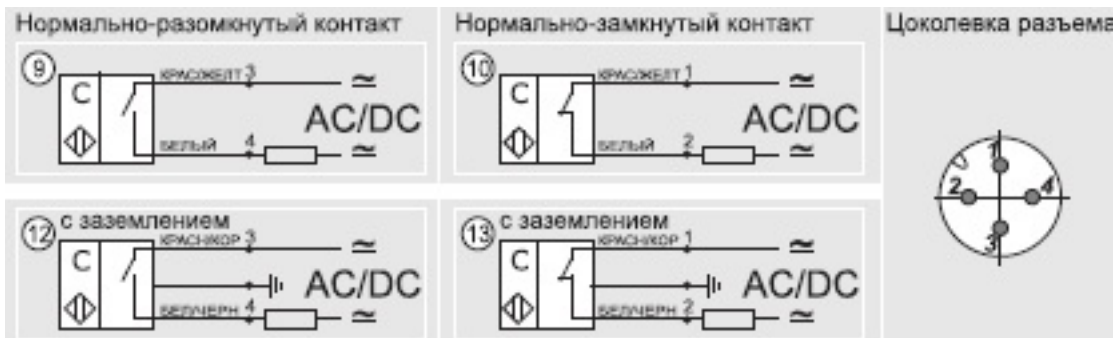 Нормально-разомкнутый контакт
Нормально-замкнутый контакт
Цоколевка разъема
9
С
КРАС/ЖЕЛТ 3
≃
AC/DC
БЕЛЫЙ 4
≃
10
С
КРАС/ЖЕЛТ 1
≃
AC/DC
БЕЛЫЙ 2
≃
1
2
4
3
12
с заземлением
С
КРАСН/КОР 3
≃
AC/DC
БЕЛ/ЧЕРН 4
≃
13
с заземлением
С
КРАСН/КОР 1
≃
AC/DC
БЕЛ/ЧЕРН 2
≃